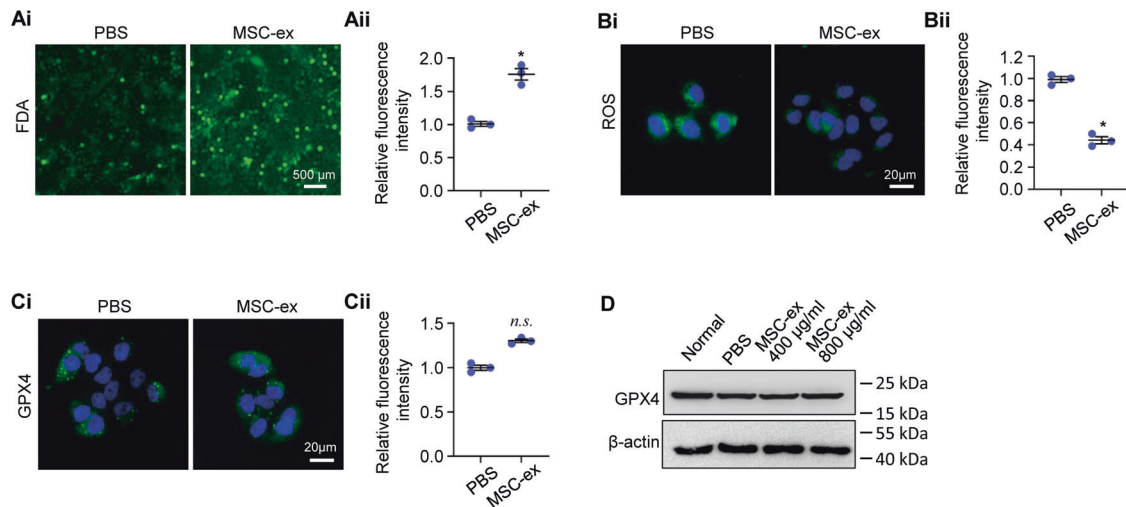 Ai
PBS
MSC-ex
FDA
500 µm
Aii
Relative fluorescence
intensity
2.0
1.5
1.0
0.5
0.0
*
PBS
MSC-ex
Bi
PBS
MSC-ex
ROS
20µm
Bii
Relative fluorescence
intensity
1.2
1.0
0.8
0.6
0.4
0.2
0
*
PBS
MSC-ex
Ci
PBS
MSC-ex
GPX4
20µm
Cii
Relative fluorescence
intensity
1.5
1.0
0.5
0.0
n.s.
PBS
MSC-ex
D
Normal
PBS
MSC-ex
400 µg/ml
MSC-ex
800 µg/ml
GPX4
25 kDa
15 kDa
β-actin
55 kDa
40 kDa